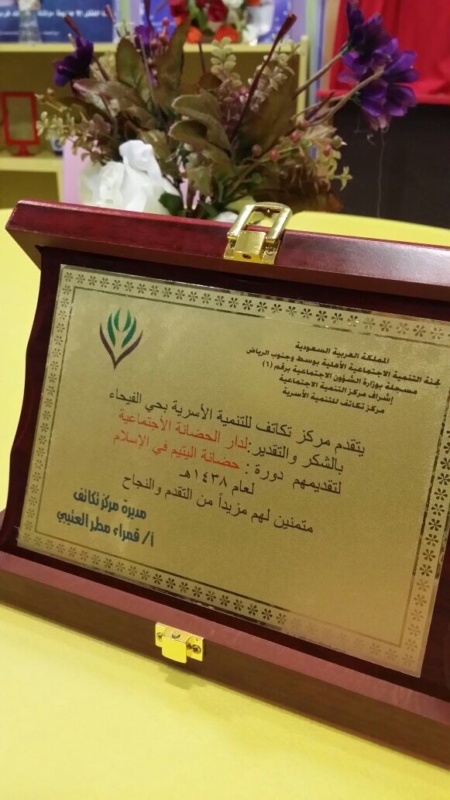 المملكة العربية السعودية
لجنة التنمية الاجتماعية الأهلية بوسط وجنوب الرياض
مسجلة بوزارة الشؤون الاجتماعية برقم (١)
إشراف مركز التنمية الاجتماعية
مركز تكاتف للتنمية الأسرية
يتقدم مركز تكاتف للتنمية الأسرية بحي الفيحاء
بالشكر والتقدير:لدار الحضانة الاجتماعية
لتقديمهم دورة : حضانة اليتيم في الإسلام
لعام ١٤٣٨هـ
متمنين لهم مزيداً من التقدم والنجاح
مديرة مركز تكاتف
أ/ قمراء مطر العتيبي